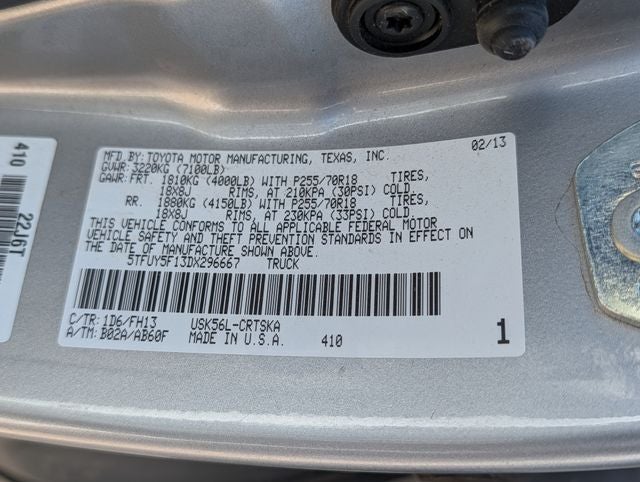 MFD.BY:TOYOTA MOTOR MANUFACTURING, TEXAS, INC. 02/13
GVWR:3220KG (7100LB)
GAWR:FRT. 1810KG (4000LB) WITH P255/70R18 TIRES,
18X8J RIMS, AT 210KPA (30PSI) COLD.
RR. 1880KG (4150LB) WITH P255/70R18 TIRES,
18X8J RIMS, AT 230KPA (33PSI) COLD.
THIS VEHICLE CONFORMS TO ALL APPLICABLE FEDERAL MOTOR
VEHICLE SAFETY AND THEFT PREVENTION STANDARDS IN EFFECT ON
THE DATE OF MANUFACTURE SHOWN ABOVE.
5TFUY5F13DX296667 TRUCK
C/TR:1D6/FH13 USK56L-CRTSKA
A/TM:B02A/AB60F MADE IN U.S.A. 410 1
410 2216T